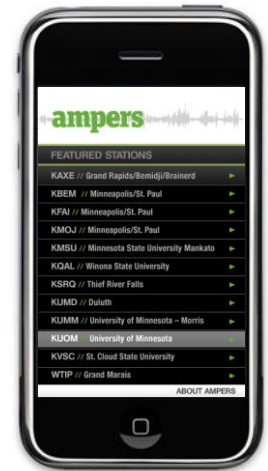 ampers
FEATURED STATIONS
KAXE // Grand Rapids/Bemidji/Brainerd
KBEM // Minneapolis/St. Paul
KFAI // Minneapolis/St. Paul
KMOJ // Minneapolis/St. Paul
KMSU // Minnesota State University Mankato
KQAL // Winona State University
KSRQ // Thief River Falls
KUMD // Duluth
KUMM // University of Minnesota – Morris
KUOM // University of Minnesota
KVSC // St. Cloud State University
WTIP // Grand Marais
ABOUT AMPERS